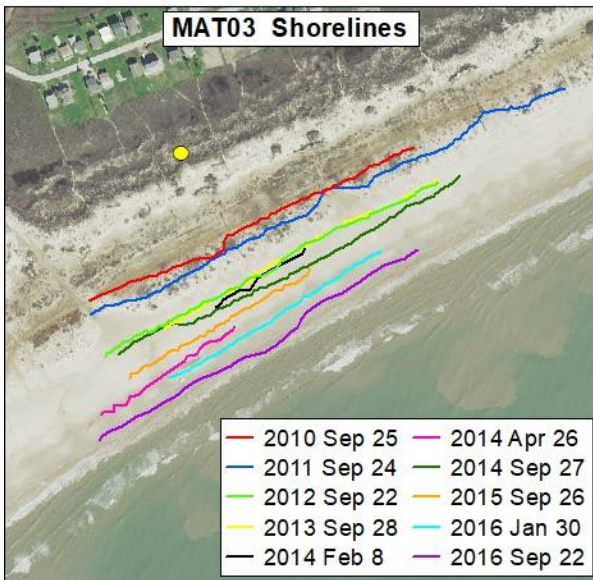 MAT03 Shorelines
2010 Sep 25
2011 Sep 24
2012 Sep 22
2013 Sep 28
2014 Feb 8
2014 Apr 26
2014 Sep 27
2015 Sep 26
2016 Jan 30
2016 Sep 22